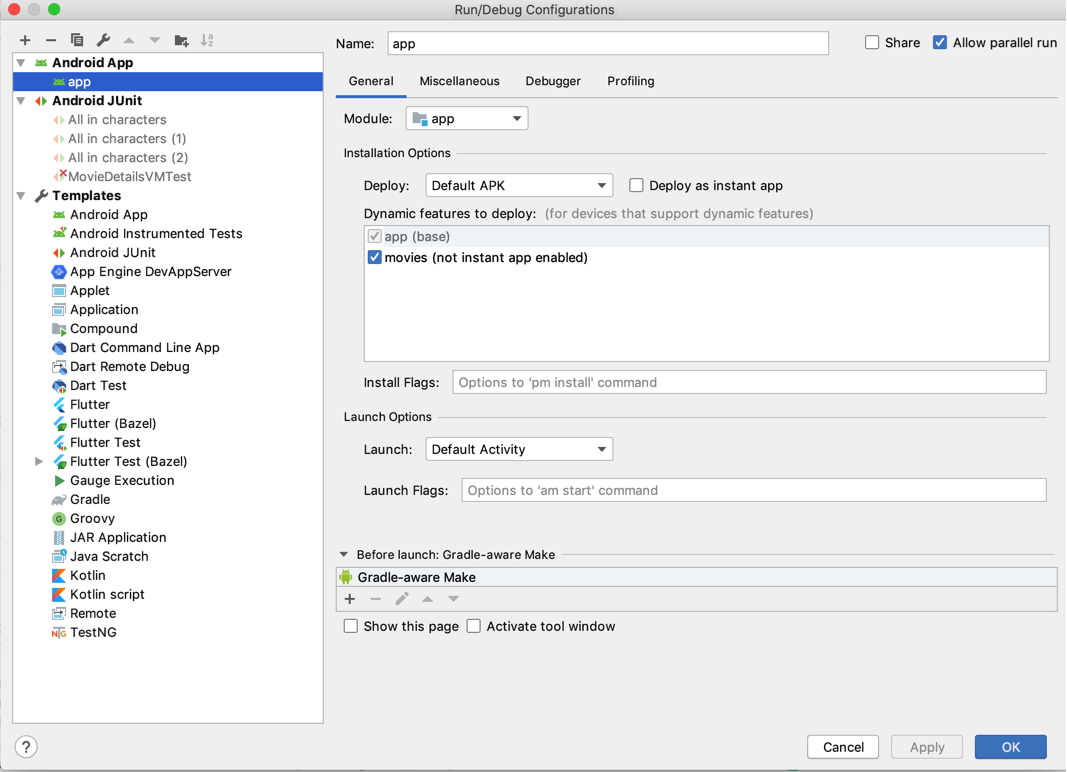 Run/Debug Configurations
Name: app
Share
Allow parallel run
Android App
app
Android JUnit
All in characters
All in characters (1)
All in characters (2)
MovieDetailsVMTest
Templates
Android App
Android Instrumented Tests
Android JUnit
App Engine DevAppServer
Applet
Application
Compound
Dart Command Line App
Dart Remote Debug
Dart Test
Flutter
Flutter (Bazel)
Flutter Test
Flutter Test (Bazel)
Gauge Execution
Gradle
Groovy
JAR Application
Java Scratch
Kotlin
Kotlin script
Remote
TestNG
General Miscellaneous Debugger Profiling
Module: app
Installation Options
Deploy: Default APK Deploy as instant app
Dynamic features to deploy: (for devices that support dynamic features)
app (base)
movies (not instant app enabled)
Install Flags: Options to 'pm install' command
Launch Options
Launch: Default Activity
Launch Flags: Options to 'am start' command
Before launch: Gradle-aware Make
Gradle-aware Make
Show this page Activate tool window
? Cancel Apply OK